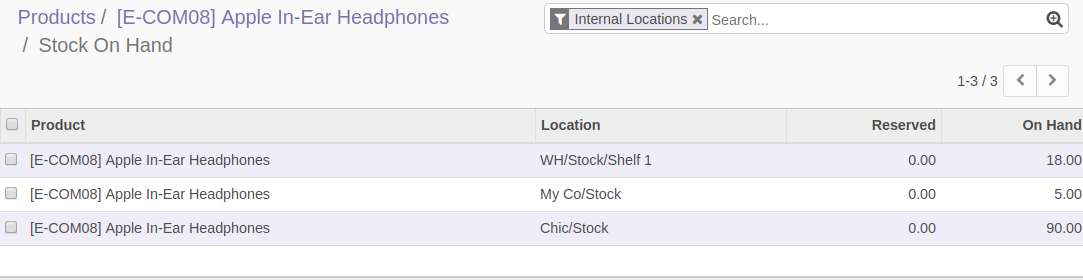 Products / [E-COM08] Apple In-Ear Headphones
/ Stock On Hand
Internal Locations ✖ Search...
1-3 / 3
Product Location Reserved On Hand
[E-COM08] Apple In-Ear Headphones WH/Stock/Shelf 1 0.00 18.00
[E-COM08] Apple In-Ear Headphones My Co/Stock 0.00 5.00
[E-COM08] Apple In-Ear Headphones Chic/Stock 0.00 90.00